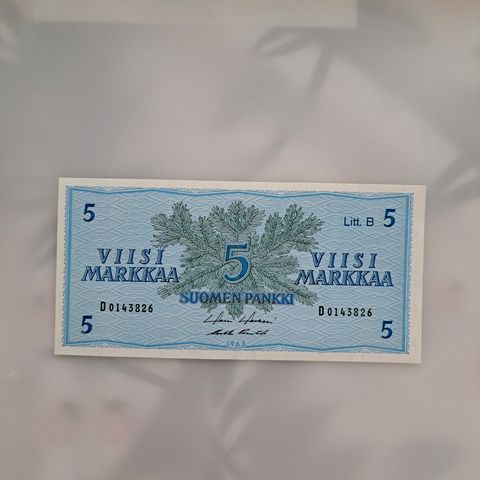 5
Litt. B 5
VIISI MARKKAA
5
VIISI MARKKAA
SUOMEN PANKKI
D0143826
D0143826
5
1963
5